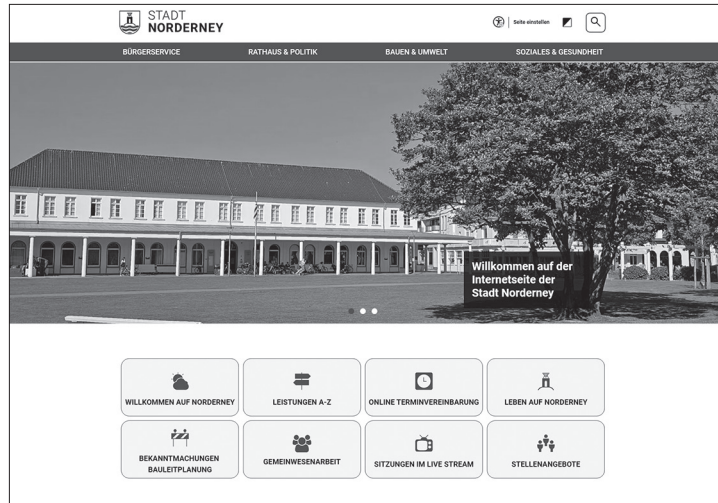 STADT
NORDERNEY
Seite einstellen
BÜRGERSERVICE
RATHAUS & POLITIK
BAUEN & UMWELT
SOZIALES & GESUNDHEIT
Willkommen auf der
Internetseite der
Stadt Norderney
WILLKOMMEN AUF NORDERNEY
LEISTUNGEN A-Z
ONLINE TERMINVEREINBARUNG
LEBEN AUF NORDERNEY
BEKANNTMACHUNGEN
BAULEITPLANUNG
GEMEINWESENARBEIT
SITZUNGEN IM LIVE STREAM
STELLENANGEBOTE